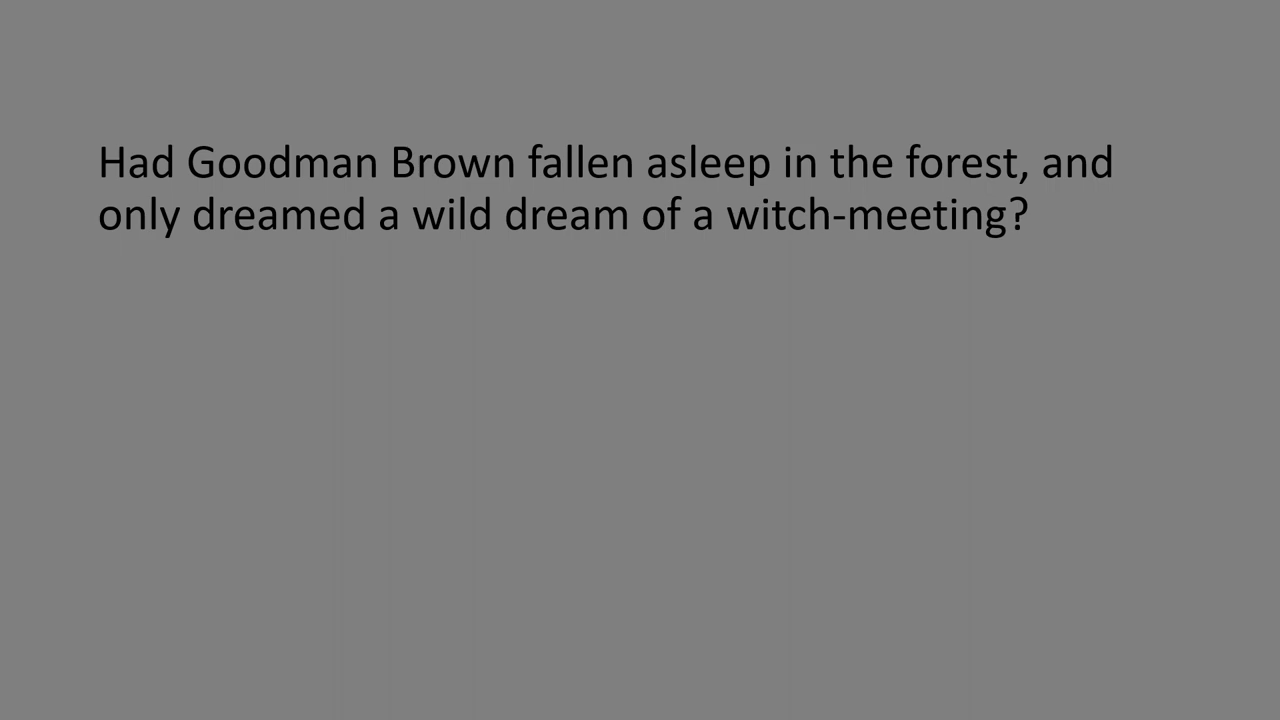 Had Goodman Brown fallen asleep in the forest, and
only dreamed a wild dream of a witch-meeting?